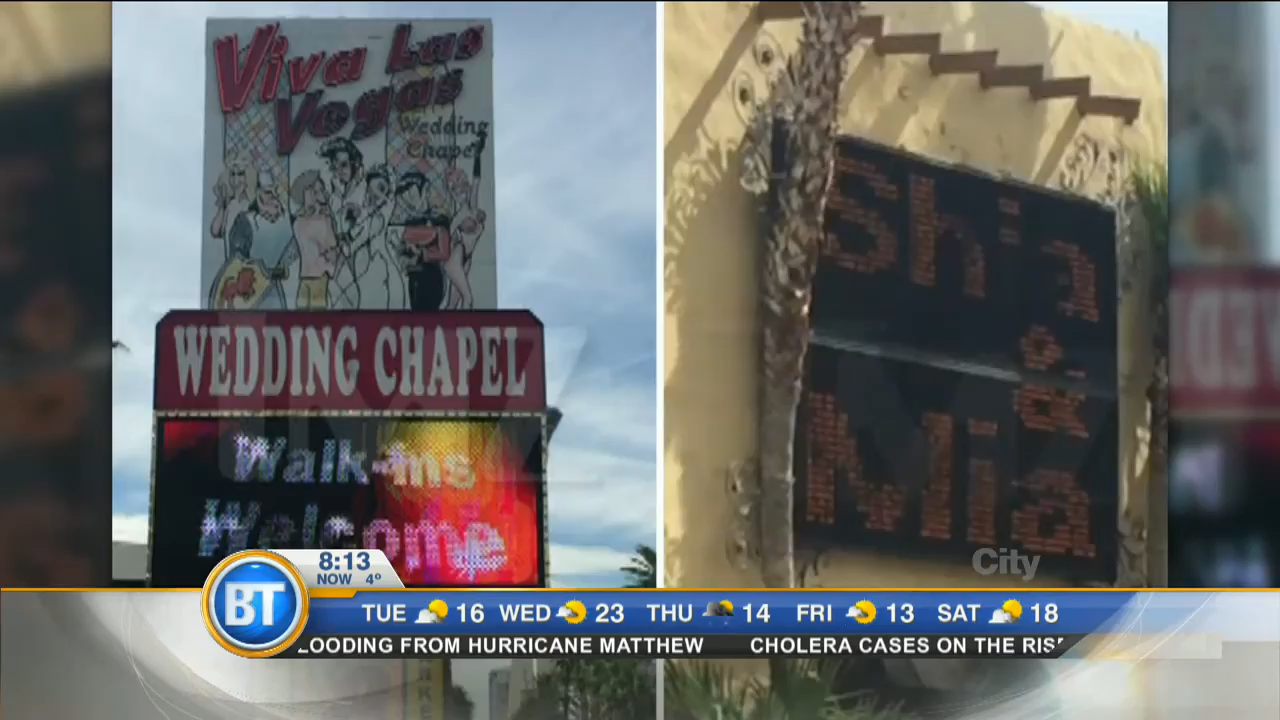 Viva Las
Vegas
Wedding
Chapel
WEDDING CHAPEL
Walk-ins
Welcome
Shia
&
Mia
City
BT
8:13
NOW 4°
TUE 16 WED 23 THU 14 FRI 13 SAT 18
LOODING FROM HURRICANE MATTHEW CHOLERA CASES ON THE RISE